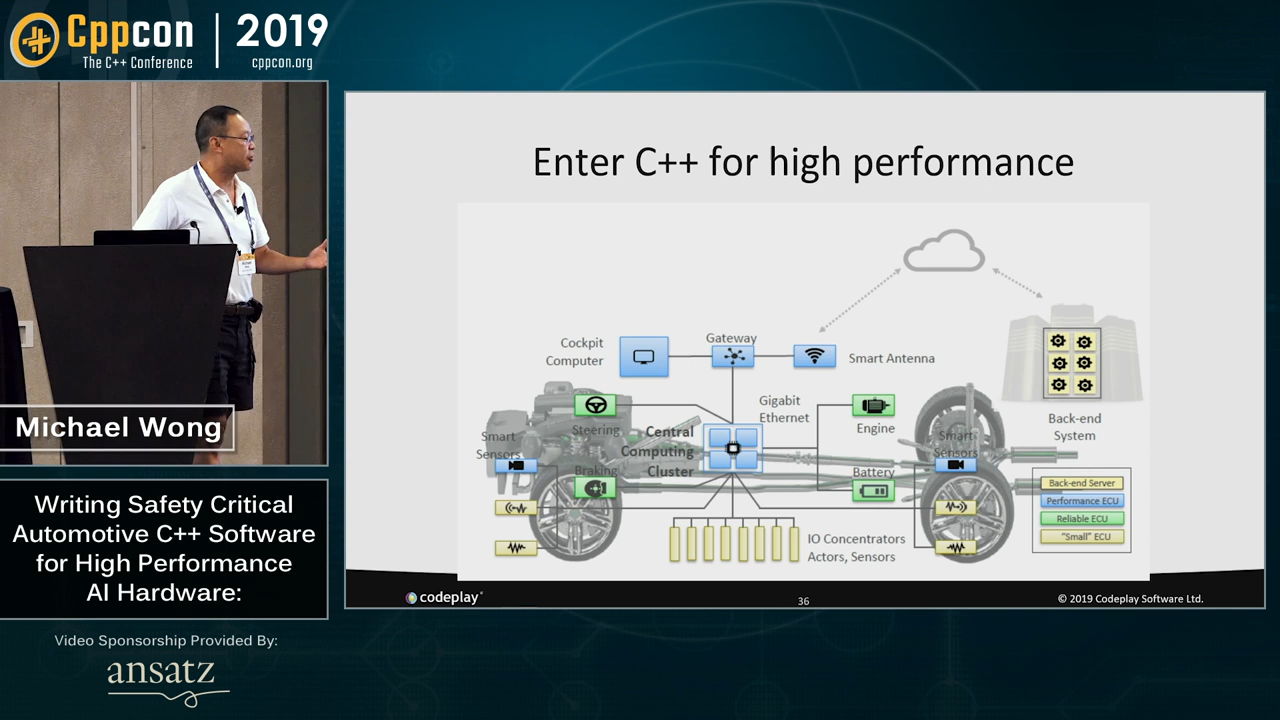 Cppcon
The C++ Conference
2019
cppcon.org
Michael Wong
Writing Safety Critical
Automotive C++ Software
for High Performance
AI Hardware:
Video Sponsorship Provided By:
ansatz
Enter C++ for high performance
Cockpit
Computer
Gateway
Smart Antenna
Steering
Gigabit
Ethernet
Engine
Back-end
System
Smart
Sensors
Central
Computing
Cluster
Smart
Sensors
Braking
Battery
IO Concentrators
Actors, Sensors
Back-end Server
Performance ECU
Reliable ECU
"Small" ECU
codeplay
36
© 2019 Codeplay Software Ltd.